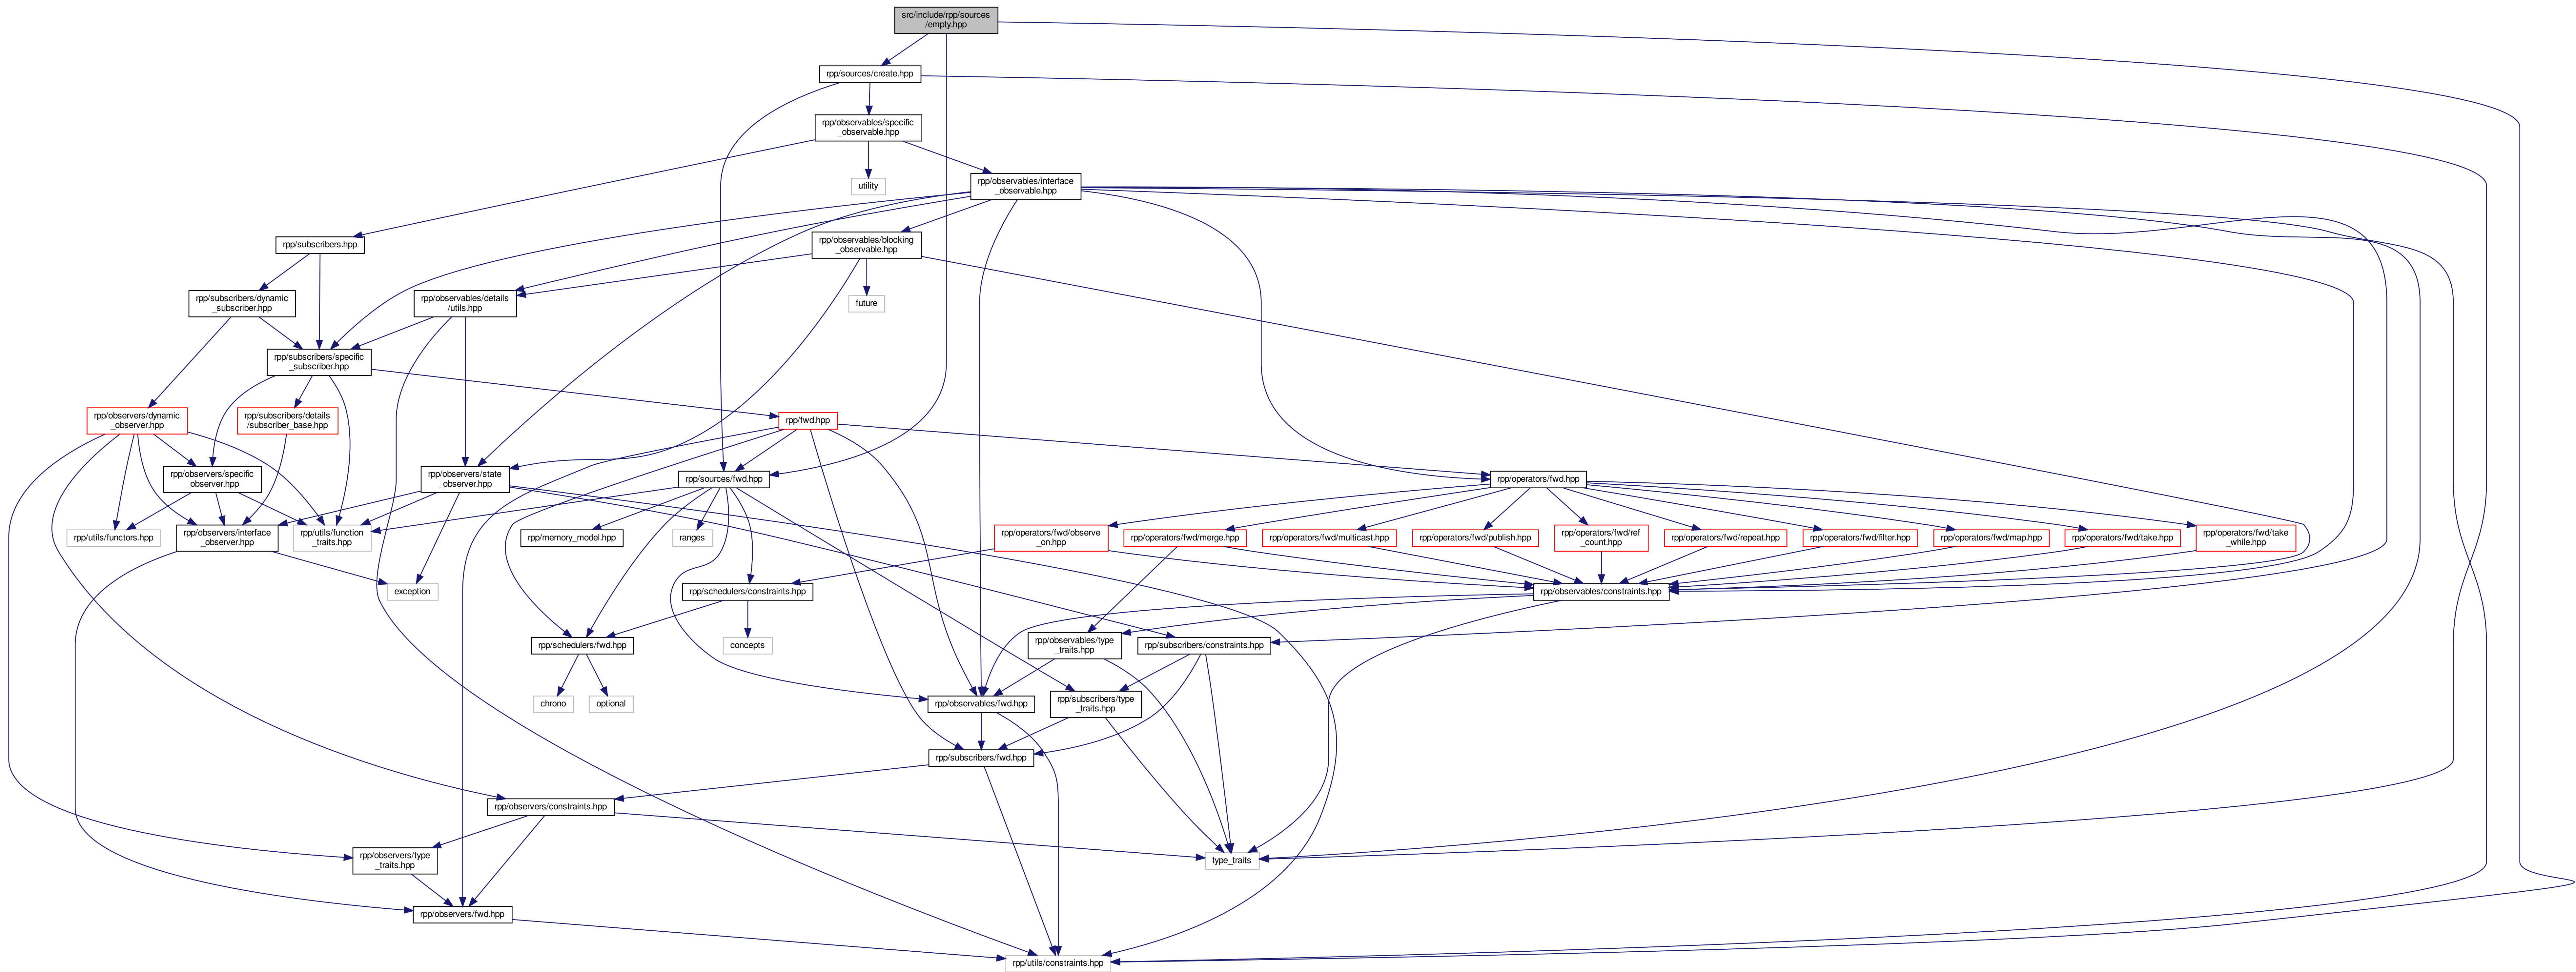 src/include/rpp/sources
/empty.hpp
rpp/sources/create.hpp
rpp/observables/specific
_observable.hpp
utility
rpp/observables/interface
_observable.hpp
rpp/subscribers.hpp
rpp/observables/blocking
_observable.hpp
rpp/subscribers/dynamic
_subscriber.hpp
rpp/observables/details
/utils.hpp
future
rpp/subscribers/specific
_subscriber.hpp
rpp/observers/dynamic
_observer.hpp
rpp/subscribers/details
/subscriber_base.hpp
rpp/fwd.hpp
rpp/observers/specific
_observer.hpp
rpp/observers/state
_observer.hpp
rpp/sources/fwd.hpp
rpp/operators/fwd.hpp
rpp/utils/functors.hpp
rpp/observers/interface
_observer.hpp
rpp/utils/function
_traits.hpp
rpp/memory_model.hpp
ranges
rpp/operators/fwd/observe
_on.hpp
rpp/operators/fwd/merge.hpp
rpp/operators/fwd/multicast.hpp
rpp/operators/fwd/publish.hpp
rpp/operators/fwd/ref
_count.hpp
rpp/operators/fwd/repeat.hpp
rpp/operators/fwd/filter.hpp
rpp/operators/fwd/map.hpp
rpp/operators/fwd/take.hpp
rpp/operators/fwd/take
_while.hpp
exception
rpp/schedulers/constraints.hpp
rpp/observables/constraints.hpp
rpp/schedulers/fwd.hpp
concepts
rpp/observables/type
_traits.hpp
rpp/subscribers/constraints.hpp
chrono
optional
rpp/observables/fwd.hpp
rpp/subscribers/type
_traits.hpp
rpp/subscribers/fwd.hpp
rpp/observers/constraints.hpp
rpp/observers/type
_traits.hpp
type_traits
rpp/observers/fwd.hpp
rpp/utils/constraints.hpp